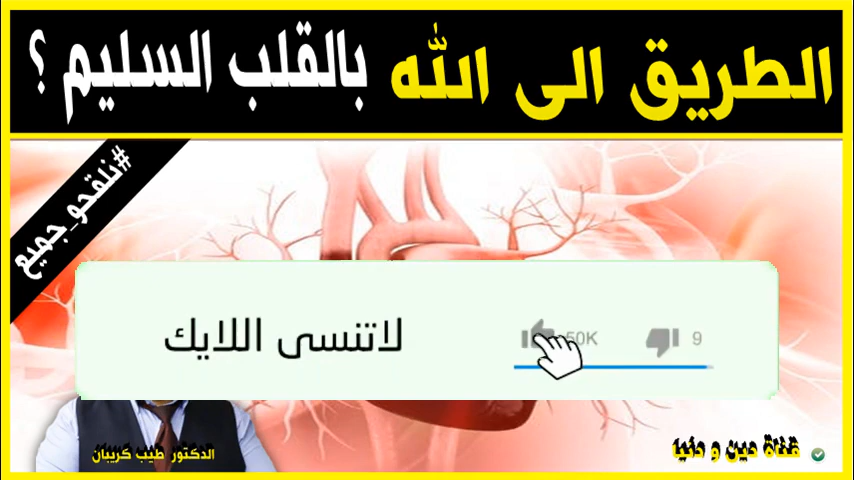 الطريق الى الله بالقلب السليم ؟
#نلقحو_جميع
لاتنسى اللايك
50K
9
الدكتور طيب كريبان
قناة دين و دنيا